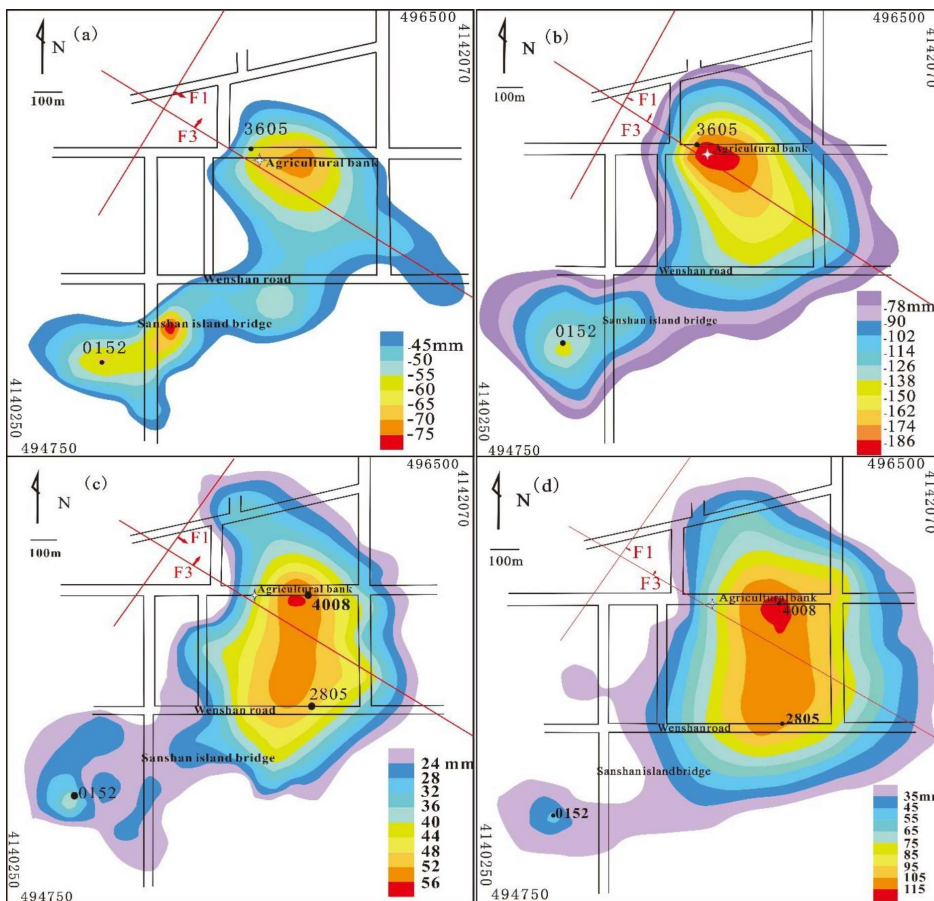 (a)
496500
4142070
N
100m
F1
F3
3605
Agricultural bank
Wenshan road
Sanshan island bridge
0152
-45mm
-50
-55
-60
-65
-70
-75
4140250
494750
(b)
496500
4142070
N
100m
F1
F3
3605
Agricultural bank
Wenshan road
Sanshan island bridge
0152
-78mm
-90
-102
-114
-126
-138
-150
-162
-174
-186
4140250
494750
(c)
496500
4142070
N
100m
F1
F3
Agricultural bank
4008
2805
Wenshan road
Sanshan island bridge
0152
24 mm
28
32
36
40
44
48
52
56
4140250
494750
(d)
496500
4142070
N
100m
F1
F3
Agricultural bank
4008
2805
Wenshanroad
Sanshan islandbridge
0152
35mm
45
55
65
75
85
95
105
115
4140250
494750